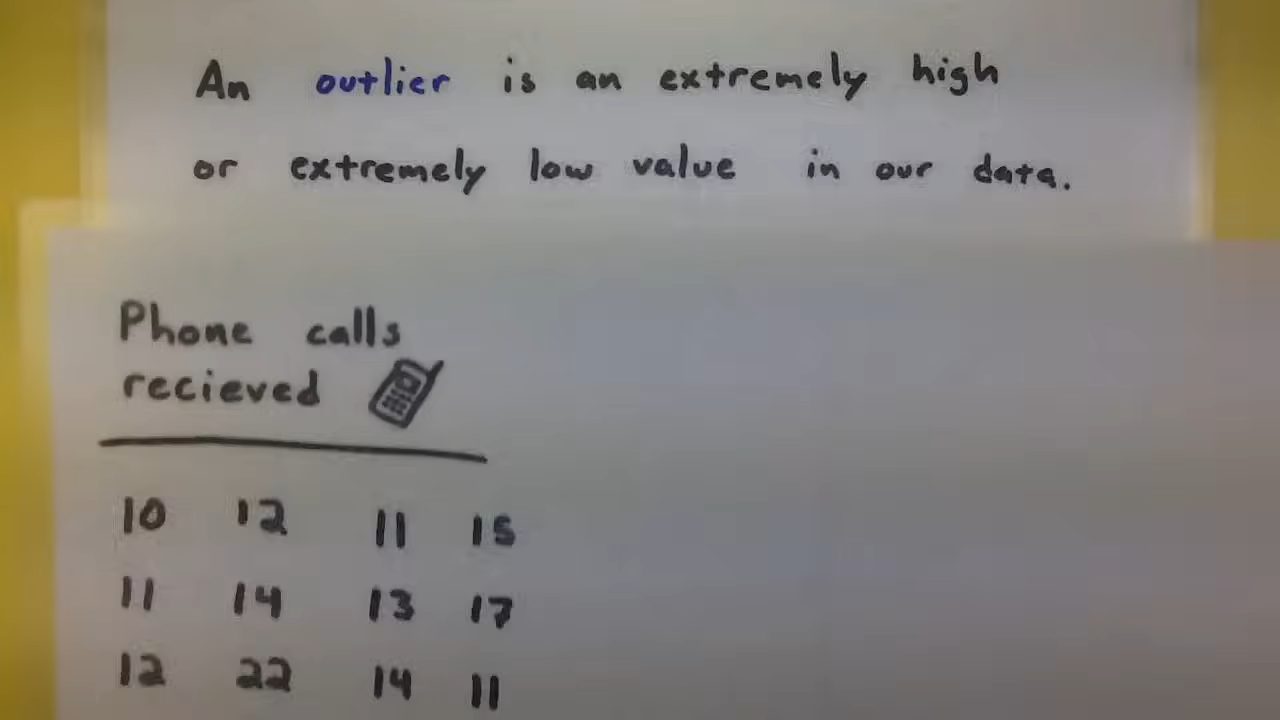 An outlier is an extremely high
or extremely low value in our data.
Phone calls
recieved
10 12 11 15
11 14 13 17
12 22 14 11